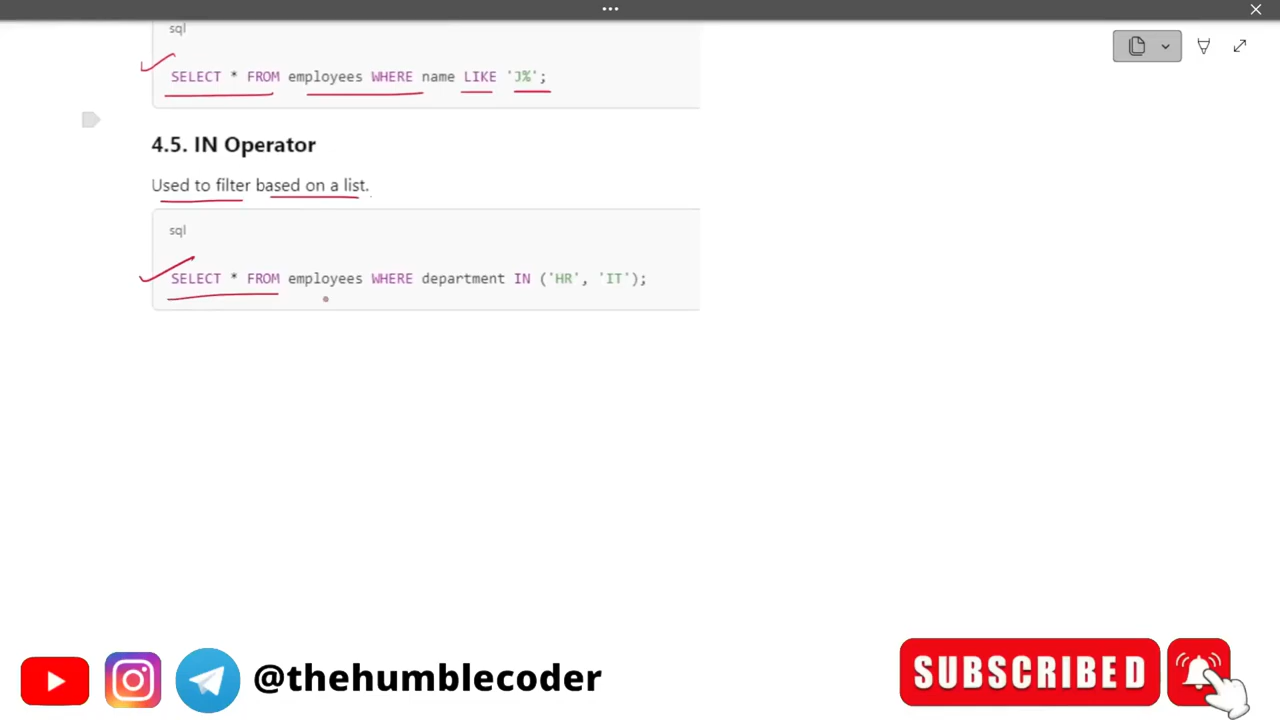 sql
SELECT * FROM employees WHERE name LIKE 'J%';
4.5. IN Operator
Used to filter based on a list.
sql
SELECT * FROM employees WHERE department IN ('HR', 'IT');
@thehumblecoder
SUBSCRIBED